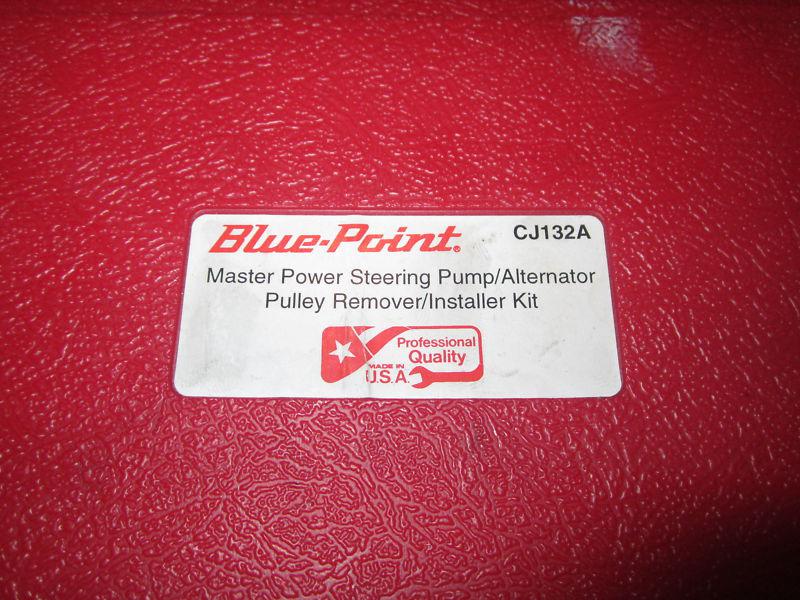 Blue-Point® CJ132A
Master Power Steering Pump/Alternator
Pulley Remover/Installer Kit
Professional
Quality
MADE IN
U.S.A.